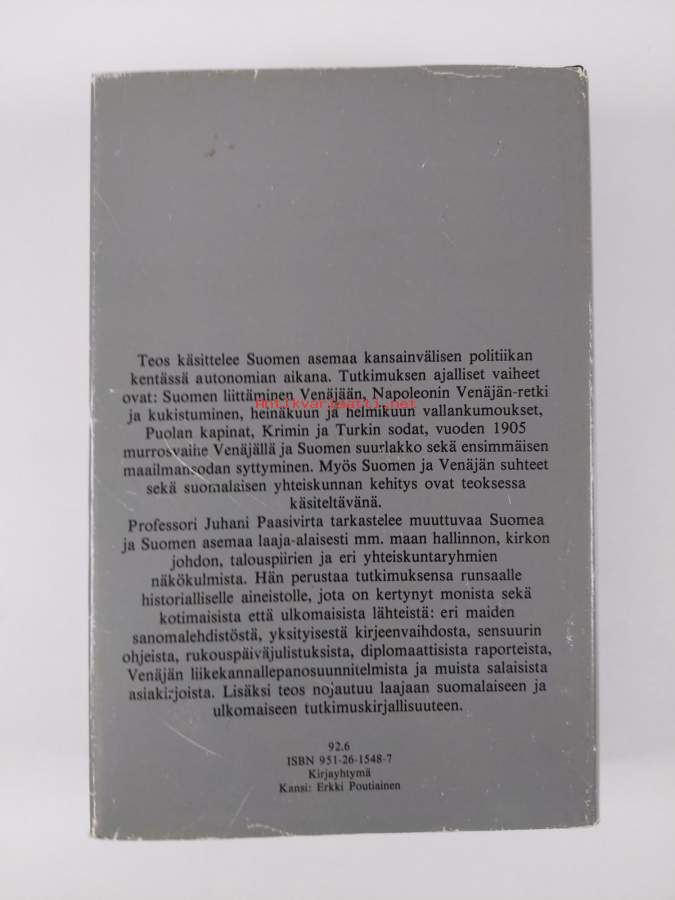 Teos käsittelee Suomen asemaa kansainvälisen politiikan
kentässä autonomian aikana. Tutkimuksen ajalliset vaiheet
ovat: Suomen liittäminen Venäjään, Napoleonin Venäjän-retki
Antikvariaatti.net
ja kukistuminen, heinäkuun ja helmikuun vallankumoukset,
Puolan kapinat, Krimin ja Turkin sodat, vuoden 1905
murrosvaihe Venäjällä ja Suomen suurlakko sekä ensimmäisen
maailmansodan syttyminen. Myös Suomen ja Venäjän suhteet
sekä suomalaisen yhteiskunnan kehitys ovat teoksessa
käsiteltävänä.
Professori Juhani Paasivirta tarkastelee muuttuvaa Suomea
ja Suomen asemaa laaja-alaisesti mm. maan hallinnon, kirkon
johdon, talouspiirien ja eri yhteiskuntaryhmien
näkökulmista. Hän perustaa tutkimuksensa runsaalle
historialliselle aineistolle, jota on kertynyt monista sekä
kotimaisista että ulkomaisista lähteistä: eri maiden
sanomalehdistöstä, yksityisestä kirjeenvaihdosta, sensuurin
ohjeista, rukouspäiväjulistuksista, diplomaattisista raporteista,
Venäjän liikekannallepanosuunnitelmista ja muista salaisista
asiakirjoista. Lisäksi teos nojautuu laajaan suomalaiseen ja
ulkomaiseen tutkimuskirjallisuuteen.
92.6
ISBN 951-26-1548-7
Kirjayhtymä
Kansi: Erkki Poutiainen